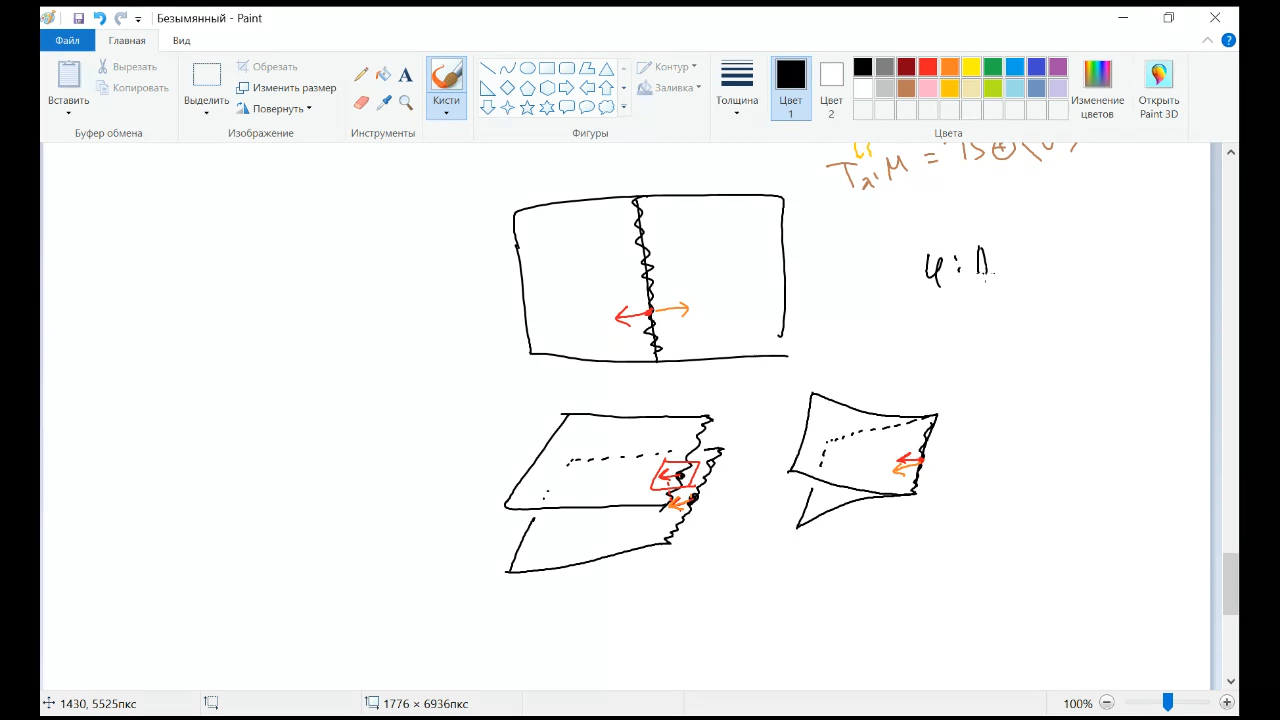 Безымянный - Paint
Файл Главная Вид
Вставить
Вырезать
Копировать
Буфер обмена
Выделить
Обрезать
Изменить размер
Повернуть
Изображение
A
Инструменты
Кисти
Фигуры
Контур
Заливка
Толщина
Цвет 1
Цвет 2
Изменение цветов
Открыть Paint 3D
Цвета
φ :
1430, 5525пкс
1776 × 6936пкс
100%